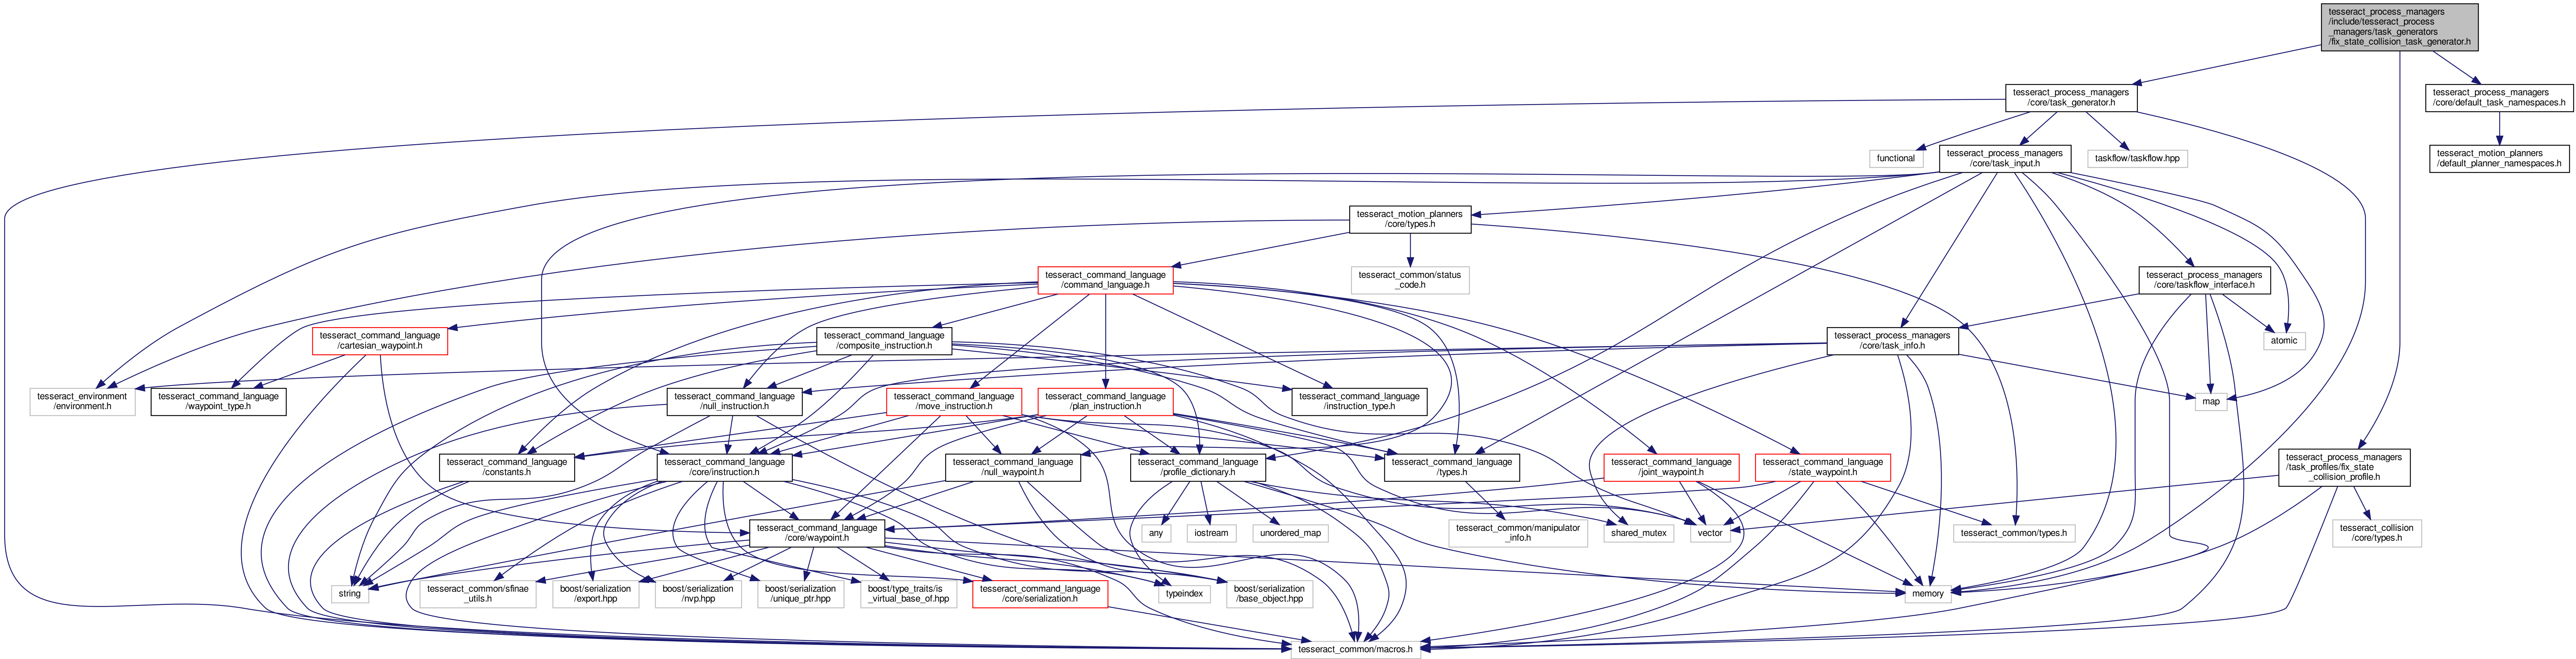 tesseract_process_managers
/include/tesseract_process
_managers/task_generators
/fix_state_collision_task_generator.h
tesseract_process_managers
/core/task_generator.h
tesseract_process_managers
/core/default_task_namespaces.h
functional
tesseract_process_managers
/core/task_input.h
taskflow/taskflow.hpp
tesseract_motion_planners
/default_planner_namespaces.h
tesseract_motion_planners
/core/types.h
tesseract_command_language
/command_language.h
tesseract_common/status
_code.h
tesseract_process_managers
/core/taskflow_interface.h
tesseract_command_language
/cartesian_waypoint.h
tesseract_command_language
/composite_instruction.h
tesseract_process_managers
/core/task_info.h
atomic
tesseract_environment
/environment.h
tesseract_command_language
/waypoint_type.h
tesseract_command_language
/null_instruction.h
tesseract_command_language
/move_instruction.h
tesseract_command_language
/plan_instruction.h
tesseract_command_language
/instruction_type.h
map
tesseract_command_language
/constants.h
tesseract_command_language
/core/instruction.h
tesseract_command_language
/null_waypoint.h
tesseract_command_language
/profile_dictionary.h
tesseract_command_language
/types.h
tesseract_command_language
/joint_waypoint.h
tesseract_command_language
/state_waypoint.h
tesseract_process_managers
/task_profiles/fix_state
_collision_profile.h
tesseract_command_language
/core/waypoint.h
any
iostream
unordered_map
tesseract_common/manipulator
_info.h
shared_mutex
vector
tesseract_common/types.h
tesseract_collision
/core/types.h
string
tesseract_common/sfinae
_utils.h
boost/serialization
/export.hpp
boost/serialization
/nvp.hpp
boost/serialization
/unique_ptr.hpp
boost/type_traits/is
_virtual_base_of.hpp
tesseract_command_language
/core/serialization.h
typeindex
boost/serialization
/base_object.hpp
memory
tesseract_common/macros.h